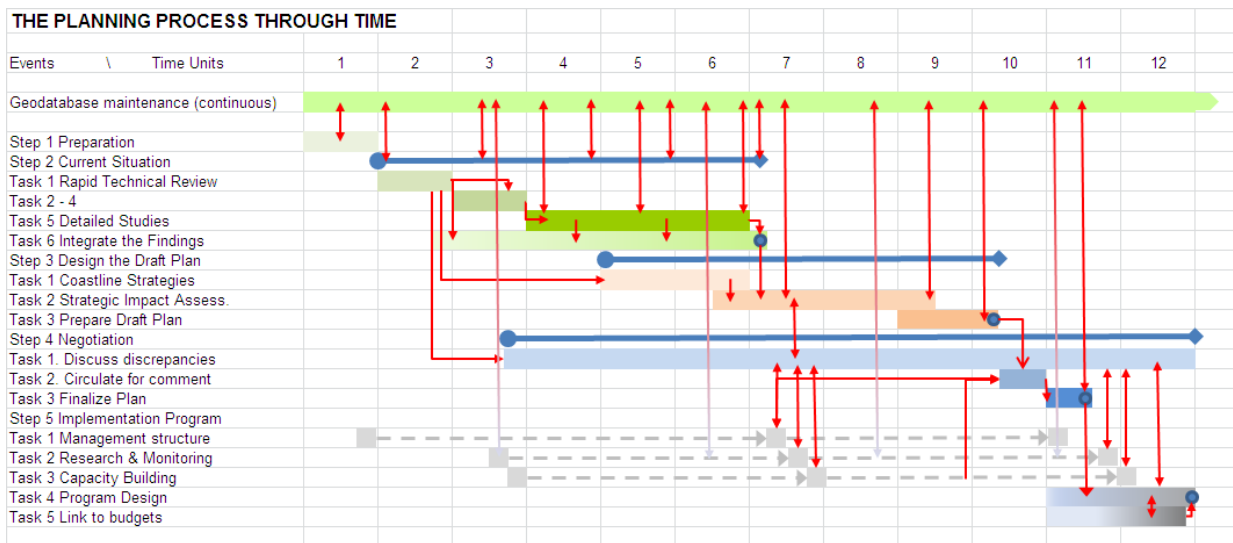 THE PLANNING PROCESS THROUGH TIME
Events \ Time Units 1 2 3 4 5 6 7 8 9 10 11 12
Geodatabase maintenance (continuous)
Step 1 Preparation
Step 2 Current Situation
Task 1 Rapid Technical Review
Task 2 - 4
Task 5 Detailed Studies
Task 6 Integrate the Findings
Step 3 Design the Draft Plan
Task 1 Coastline Strategies
Task 2 Strategic Impact Assess.
Task 3 Prepare Draft Plan
Step 4 Negotiation
Task 1. Discuss discrepancies
Task 2. Circulate for comment
Task 3 Finalize Plan
Step 5 Implementation Program
Task 1 Management structure
Task 2 Research & Monitoring
Task 3 Capacity Building
Task 4 Program Design
Task 5 Link to budgets